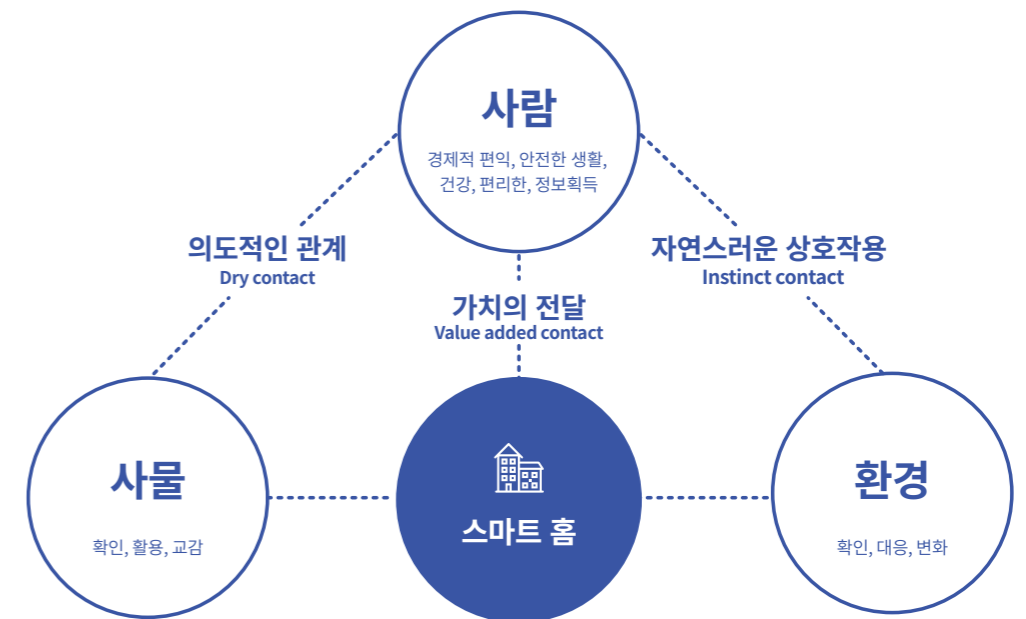 사람
경제적 편익, 안전한 생활,
건강, 편리한, 정보획득
의도적인 관계
Dry contact
자연스러운 상호작용
Instinct contact
가치의 전달
Value added contact
사물
확인, 활용, 교감
스마트 홈
환경
확인, 대응, 변화